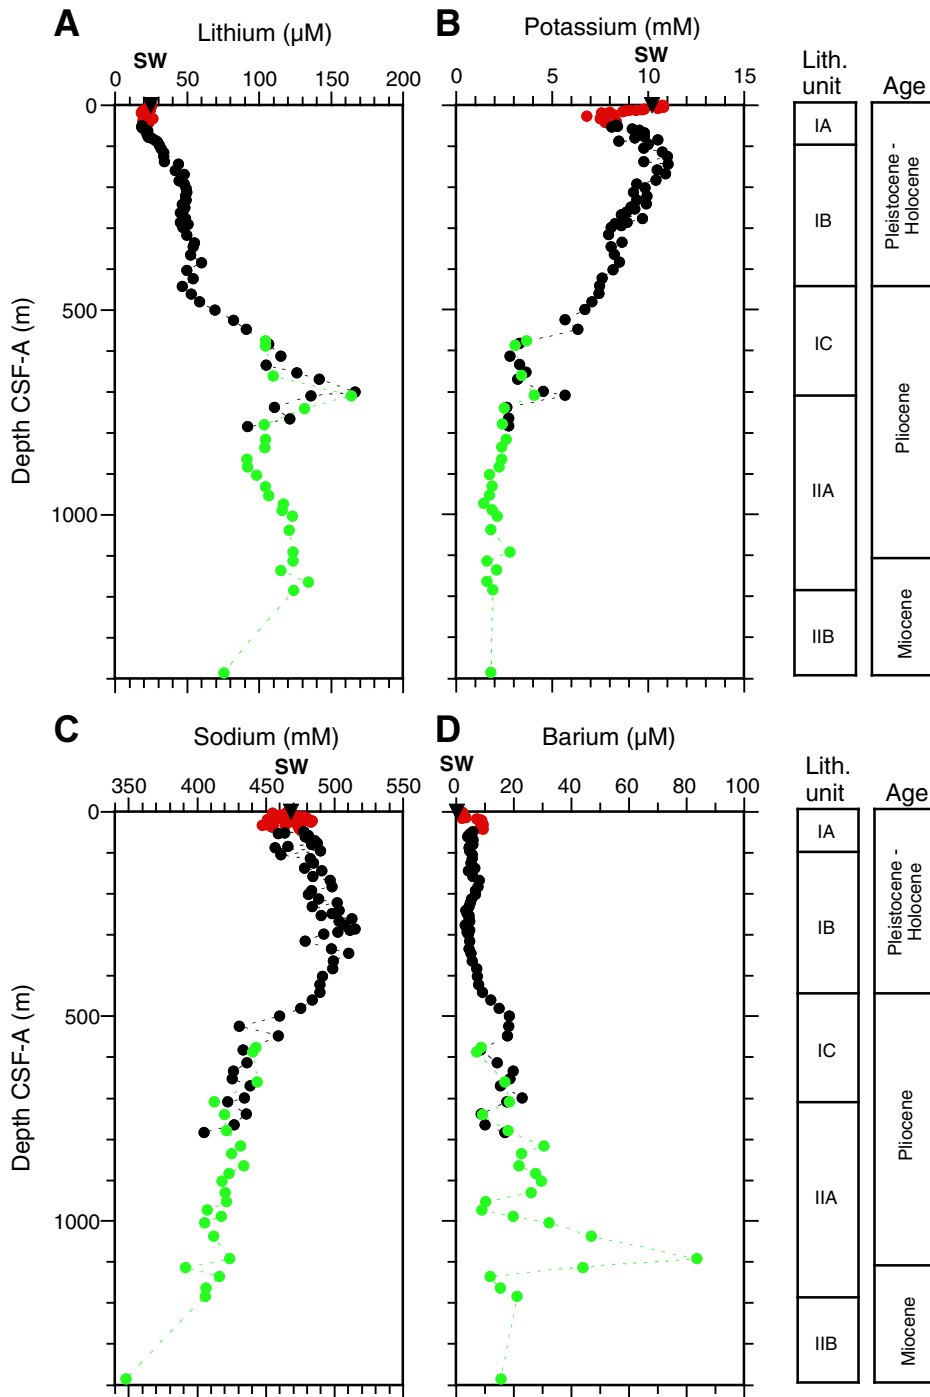 A
Lithium (µM)
SW
0 50 100 150 200
B
Potassium (mM)
SW
0 5 10 15
Lith.
unit
Age
0
500
1000
Depth CSF-A (m)
IA
IB
IC
IIA
IIB
Pleistocene -
Holocene
Pliocene
Miocene
C
Sodium (mM)
SW
350 400 450 500 550
D
Barium (µM)
SW
0 20 40 60 80 100
Lith.
unit
Age
0
500
1000
Depth CSF-A (m)
IA
IB
IC
IIA
IIB
Pleistocene -
Holocene
Pliocene
Miocene